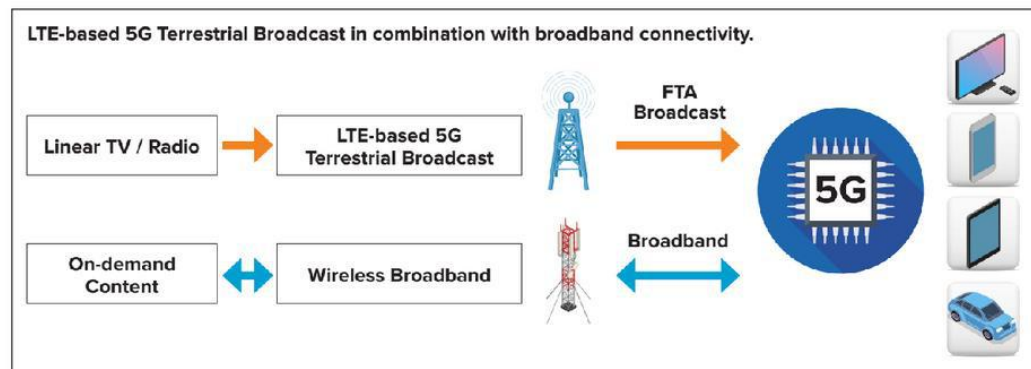 LTE-based 5G Terrestrial Broadcast in combination with broadband connectivity.
Linear TV / Radio
LTE-based 5G
Terrestrial Broadcast
FTA
Broadcast
5G
On-demand
Content
Wireless Broadband
Broadband